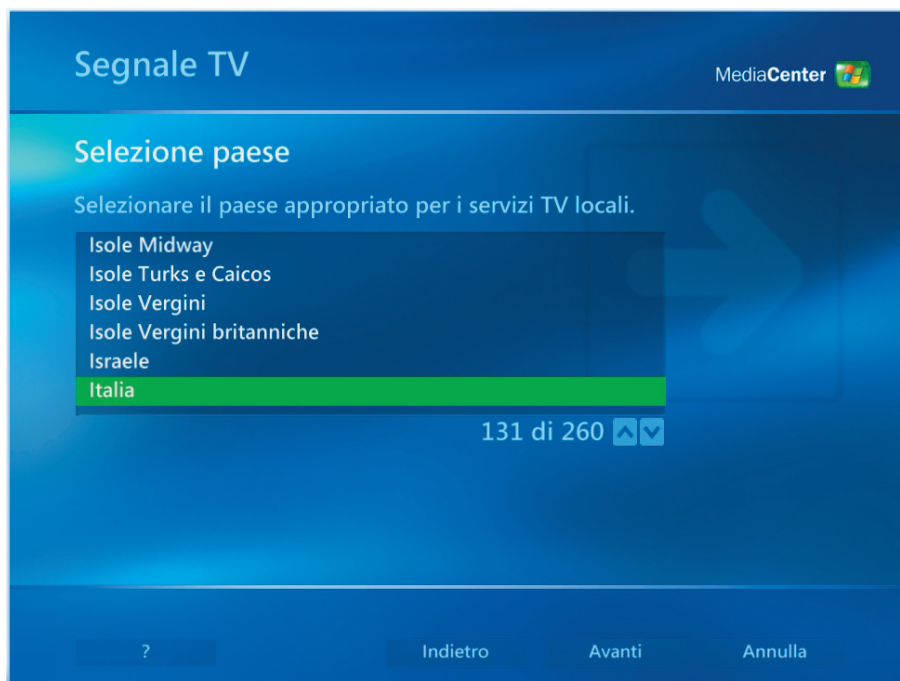 Segnale TV
MediaCenter
Selezione paese
Selezionare il paese appropriato per i servizi TV locali.
Isole Midway
Isole Turks e Caicos
Isole Vergini
Isole Vergini britanniche
Israele
Italia
131 di 260
? Indietro Avanti Annulla